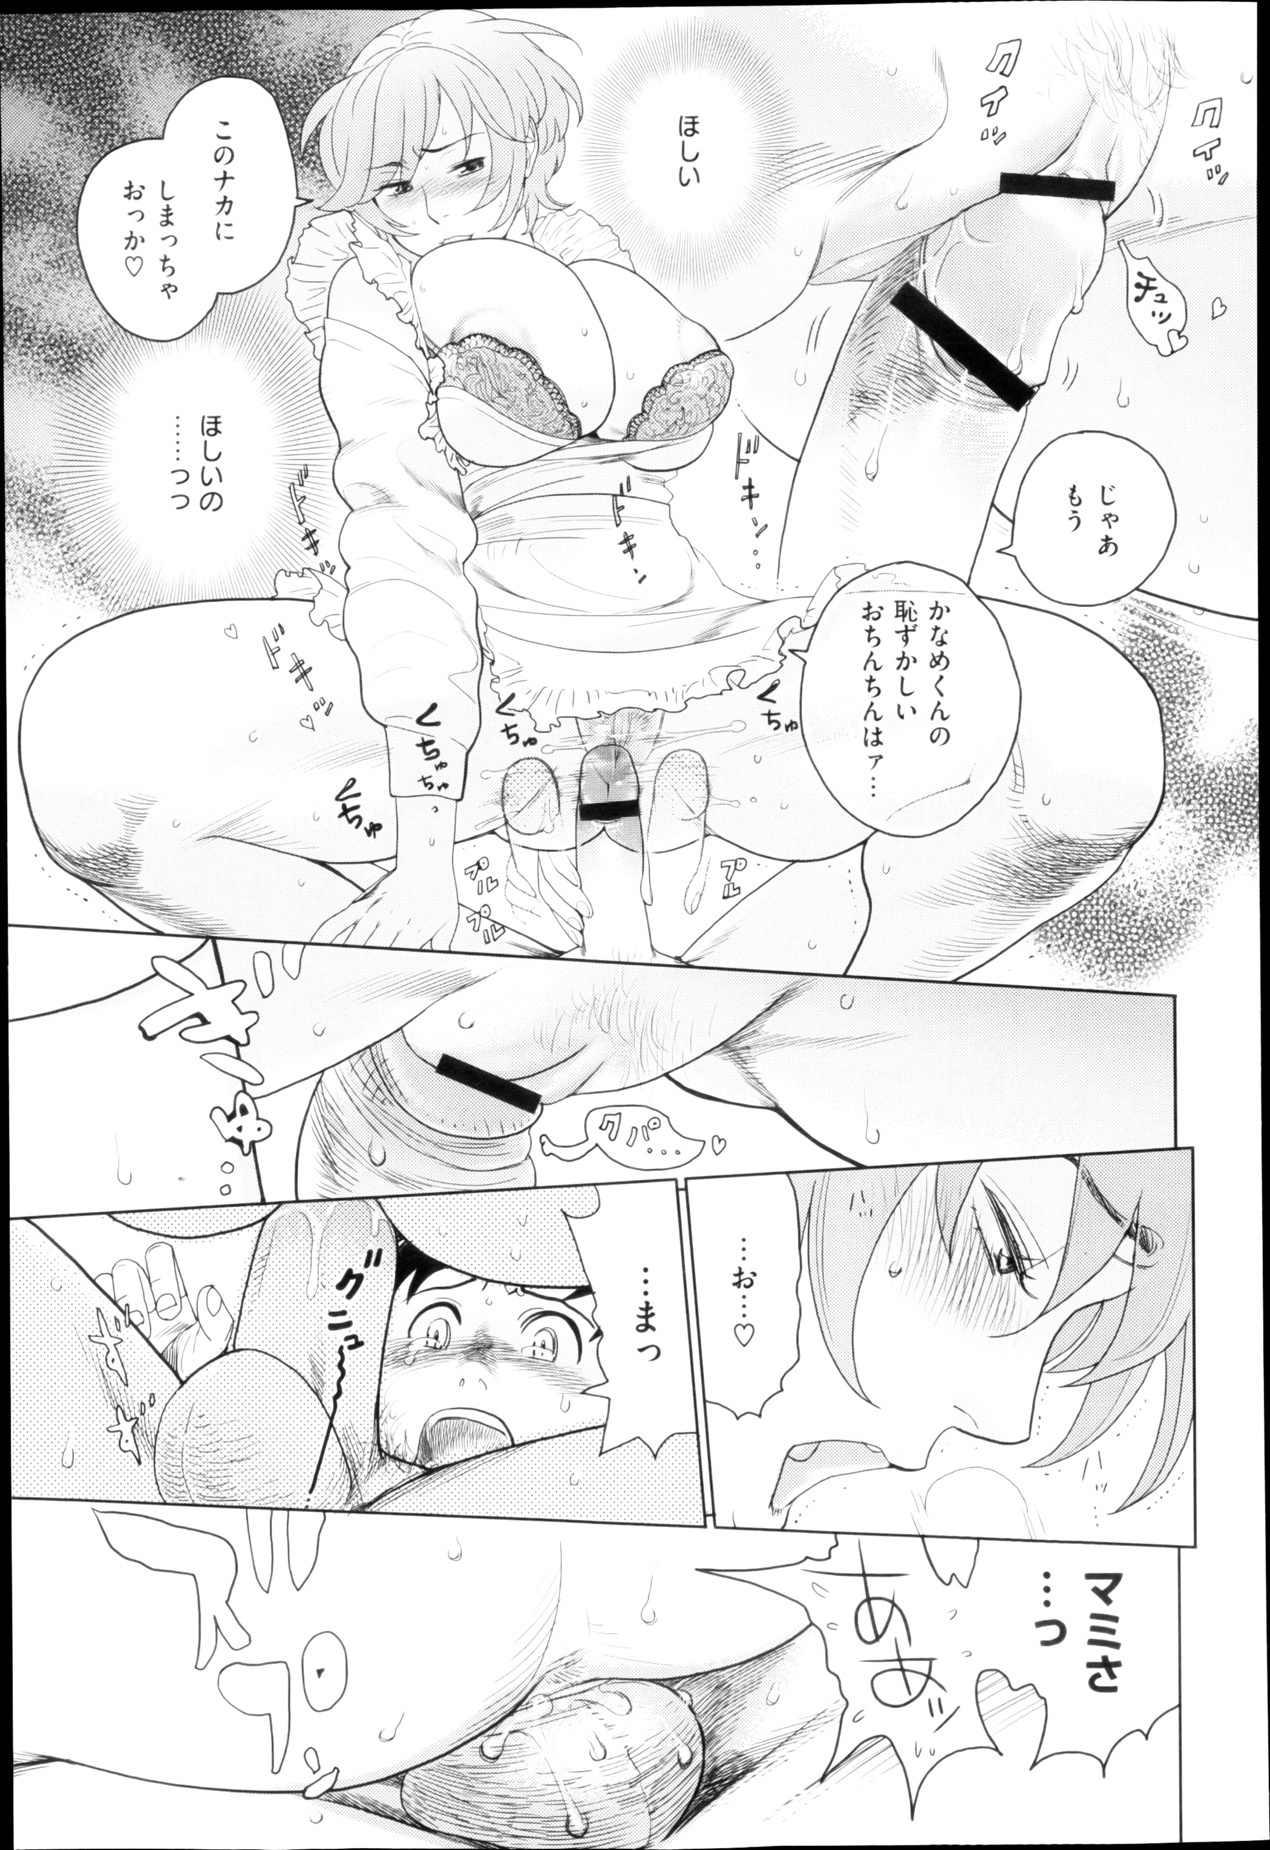 クイッ
クイッ
ほしい
チュッ
このナカに
しまっちゃ
おっか♡
じゃあ
もう
ほしいの
……っっ
ドキン
ドキン
ドキッ
かなめくんの
恥ずかしい
おちんちんはァ…
ドキッ
くちゅ
くちゅ
くちゅちゅ
くちゅ
プルプル
プル
クパ…
…お…♡
…まっ
グニュ〜
マミさ
…っ
あぁッ